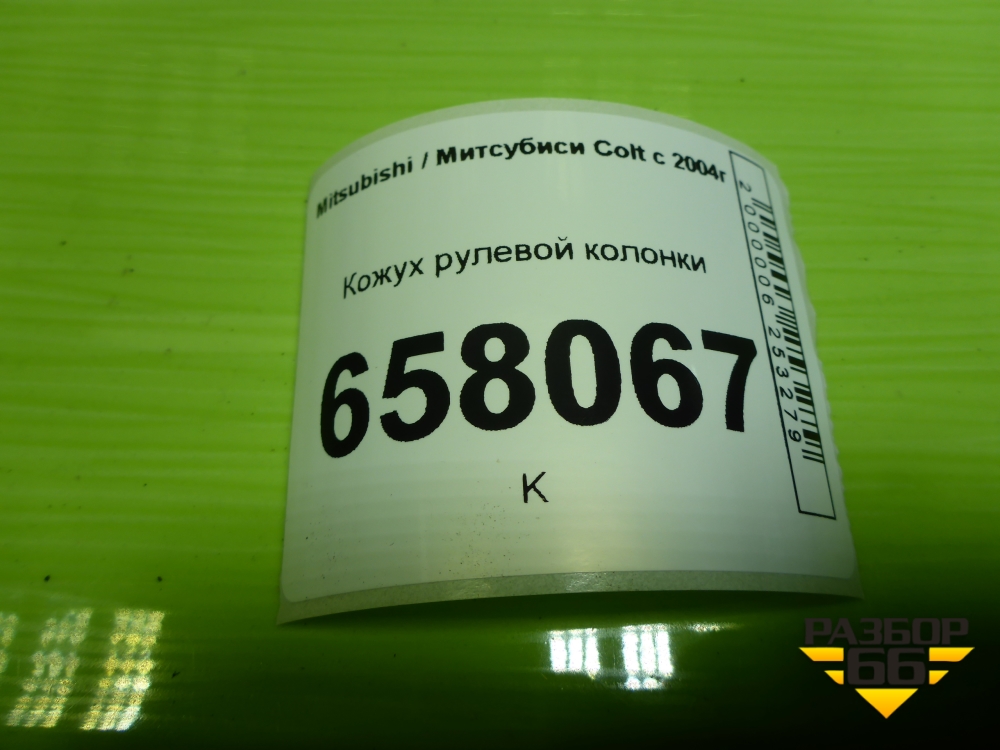 Mitsubishi / Митсубиси Colt с 2004г
Кожух рулевой колонки
658067
К
2000006253279
РАЗБОР
66